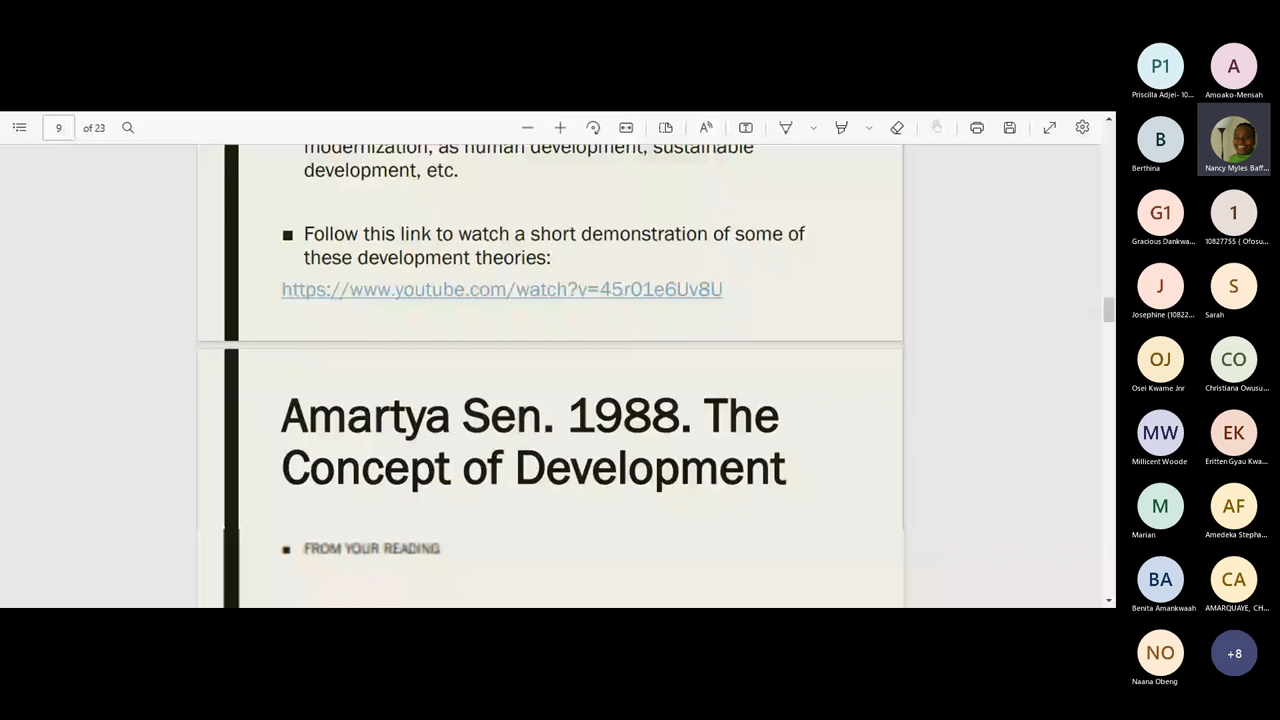 9 of 23
modernization, as human development, sustainable
development, etc.
■ Follow this link to watch a short demonstration of some of
these development theories:
https://www.youtube.com/watch?v=45r01e6Uv8U
Amartya Sen. 1988. The
Concept of Development
■ FROM YOUR READING
P1
Priscilla Adjei- 10...
A
Amoako-Mensah
B
Berthina
Nancy Myles Baff...
G1
Gracious Dankwa...
1
10827755 ( Ofosu...
J
Josephine (10822...
S
Sarah
OJ
Osei Kwame Jnr
CO
Christiana Owusu...
MW
Millicent Woode
EK
Eritten Gyau Kwa...
M
Marian
AF
Amedeka Stepha...
BA
Benita Amankwaah
CA
AMARQUAYE, CH...
NO
Naana Obeng
+8